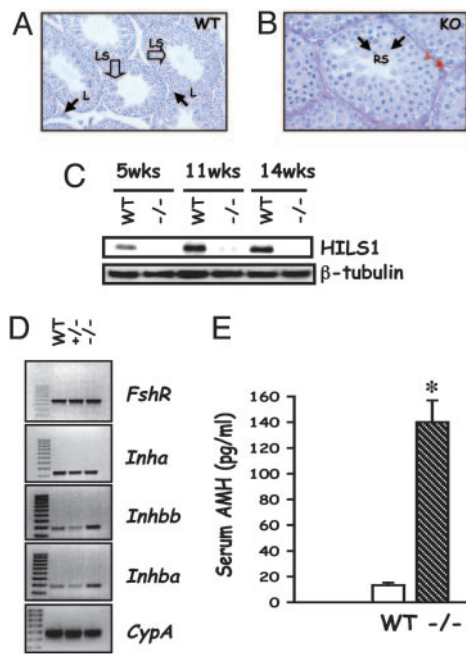 A
WT
LS
LS
L
L
B
KO
RS
C
5wks 11wks 14wks
WT -/- WT -/- WT -/-
HILS1
β-tubulin
D
WT +/- -/-
FshR
Inha
Inhbb
Inhba
CypA
E
Serum AMH (pg/ml)
160
140
120
100
80
60
40
20
0
*
WT -/-